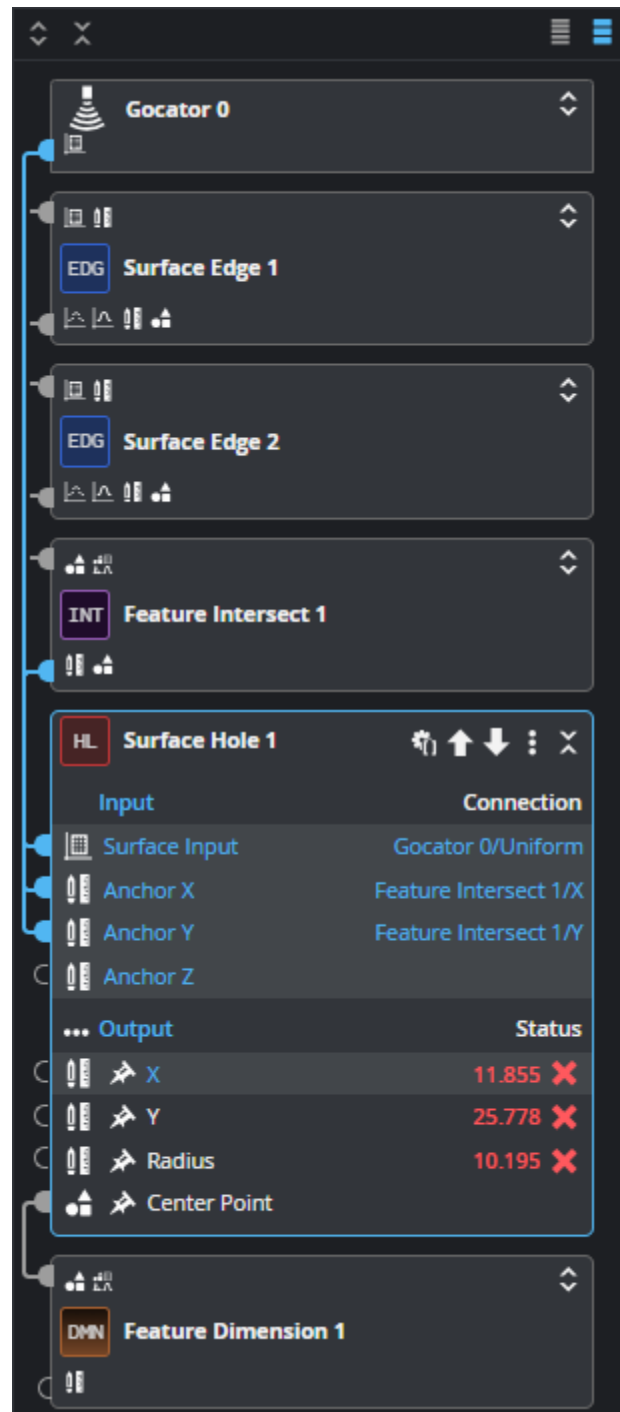 Gocator 0
EDG Surface Edge 1
EDG Surface Edge 2
INT Feature Intersect 1
HL Surface Hole 1
Input Connection
Surface Input Gocator 0/Uniform
Anchor X Feature Intersect 1/X
Anchor Y Feature Intersect 1/Y
Anchor Z
Output Status
X 11.855
Y 25.778
Radius 10.195
Center Point
DMN Feature Dimension 1